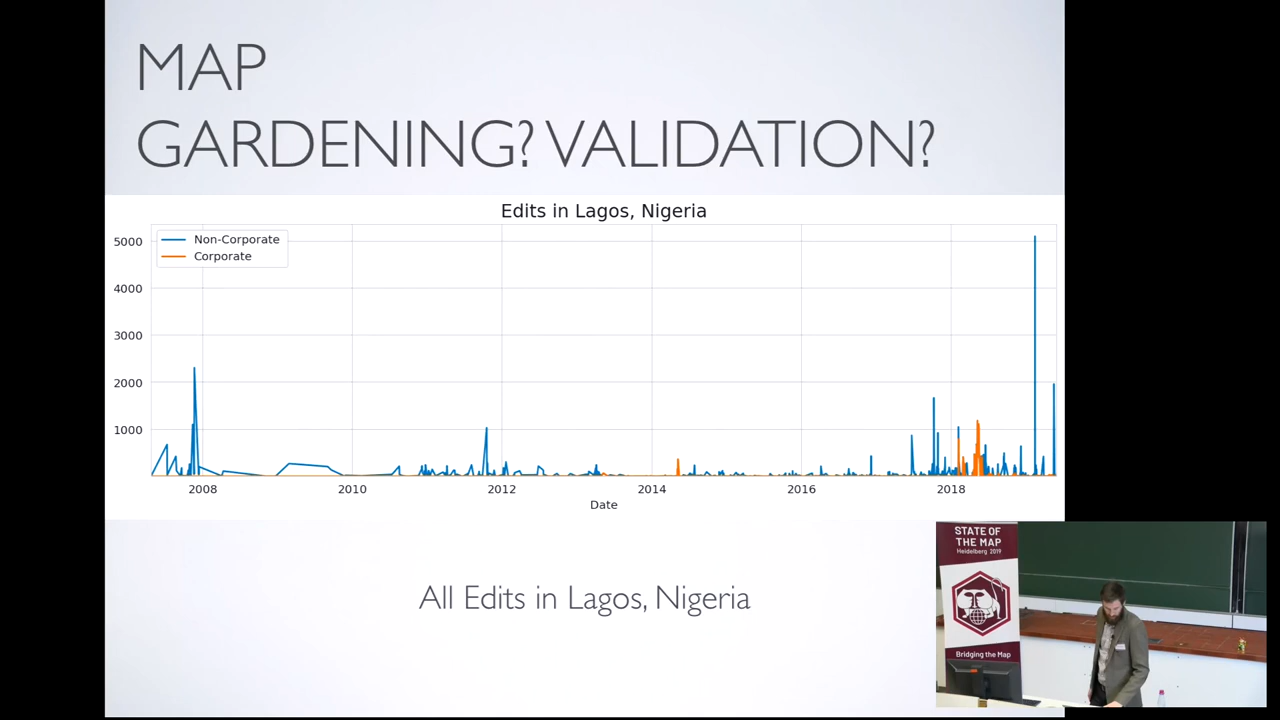 MAP
GARDENING? VALIDATION?
Edits in Lagos, Nigeria
Non-Corporate
Corporate
5000
4000
3000
2000
1000
2008 2010 2012 2014 2016 2018
Date
All Edits in Lagos, Nigeria
STATE OF
THE MAP
Heidelberg 2019
Bridging the Map